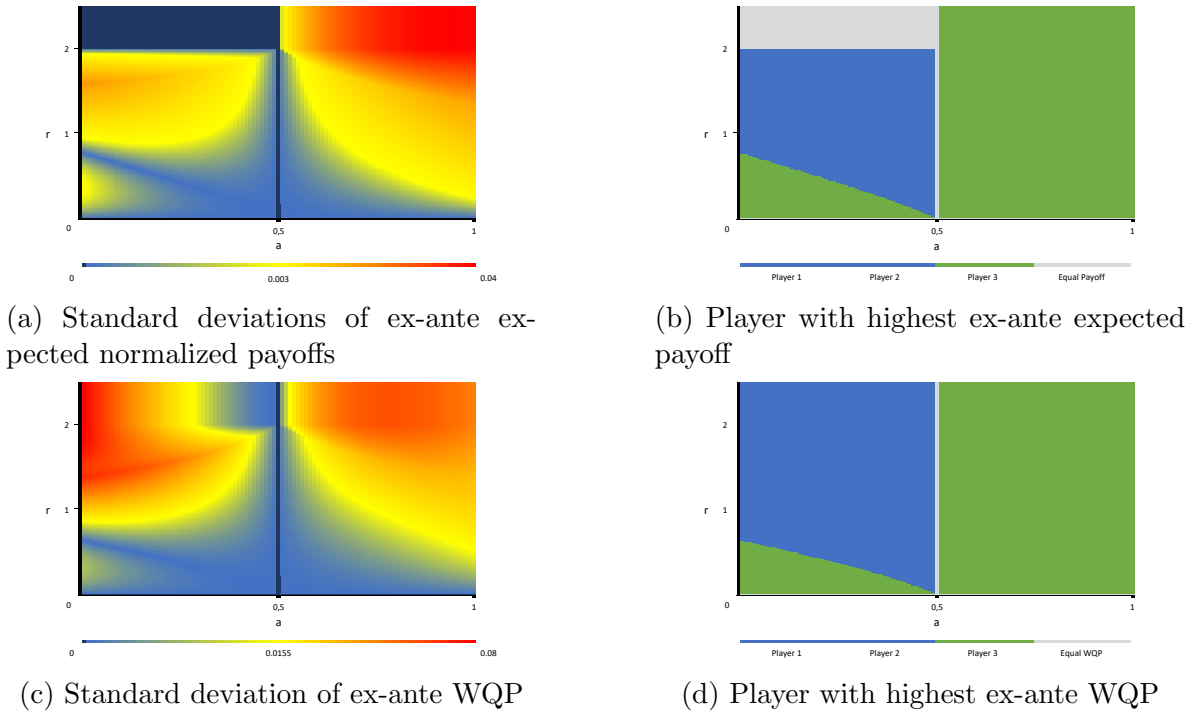 2
r
1
0
0,5
1
a
0
0.003
0.04
(a) Standard deviations of ex-ante ex-
pected normalized payoffs
2
r
1
0
0,5
1
a
Player 1
Player 2
Player 3
Equal Payoff
(b) Player with highest ex-ante expected
payoff
2
r
1
0
0,5
1
a
0
0.0155
0.08
(c) Standard deviation of ex-ante WQP
2
r
1
0
0,5
1
a
Player 1
Player 2
Player 3
Equal WQP
(d) Player with highest ex-ante WQP